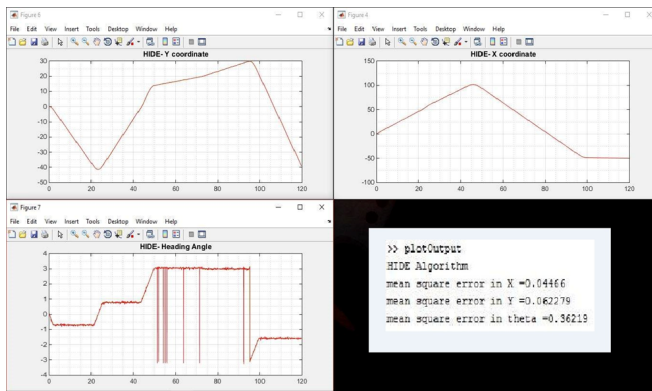 Figure 6
File Edit View Insert Tools Desktop Window Help
HIDE- Y coordinate
30
20
10
0
-10
-20
-30
-40
-50
0 20 40 60 80 100 120
Figure 4
File Edit View Insert Tools Desktop Window Help
HIDE- X coordinate
150
100
50
0
-50
-100
0 20 40 60 80 100 120
Figure 7
File Edit View Insert Tools Desktop Window Help
HIDE- Heading Angle
4
3
2
1
0
-1
-2
-3
-4
0 20 40 60 80 100 120
>> plotOutput
HIDE Algorithm
mean square error in X =0.04466
mean square error in Y =0.062279
mean square error in theta =0.36219